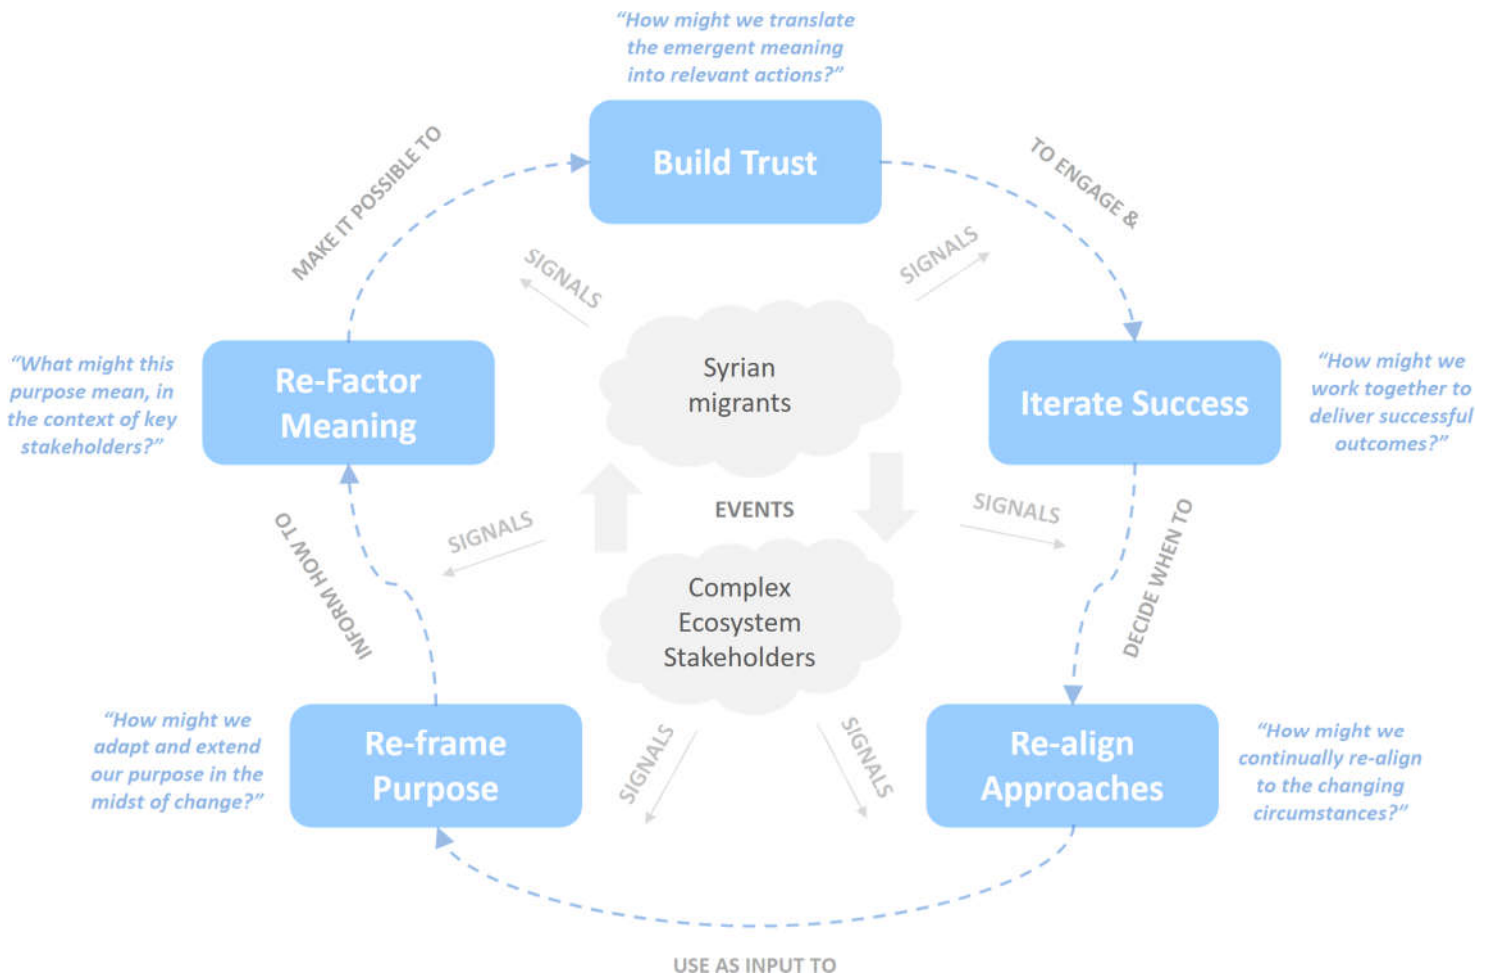 “How might we translate
the emergent meaning
into relevant actions?”
Build Trust
MAKE IT POSSIBLE TO
TO ENGAGE &
SIGNALS
SIGNALS
“What might this
purpose mean, in
the context of key
stakeholders?”
Re-Factor
Meaning
Syrian
migrants
Iterate Success
“How might we
work together to
deliver successful
outcomes?”
EVENTS
SIGNALS
SIGNALS
INFORM HOW TO
DECIDE WHEN TO
Complex
Ecosystem
Stakeholders
“How might we
adapt and extend
our purpose in the
midst of change?”
Re-frame
Purpose
SIGNALS
SIGNALS
Re-align
Approaches
“How might we
continually re-align
to the changing
circumstances?”
USE AS INPUT TO